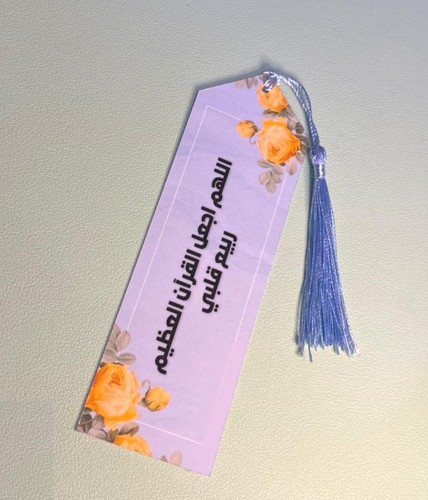 اللهم اجعل القرآن العظيم
ربيع قلبي